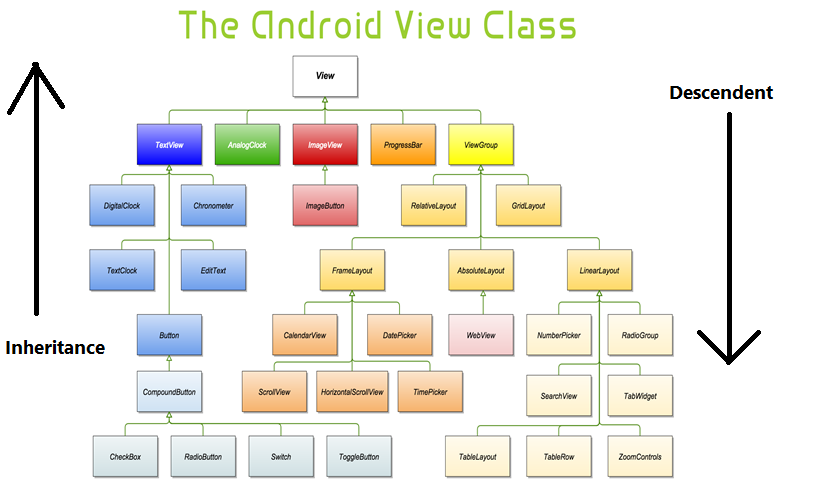 The Android View Class
View
Descendent
TextView
AnalogClock
ImageView
ProgressBar
ViewGroup
DigitalClock
Chronometer
ImageButton
RelativeLayout
GridLayout
TextClock
EditText
FrameLayout
AbsoluteLayout
LinearLayout
Inheritance
Button
CalendarView
DatePicker
WebView
NumberPicker
RadioGroup
CompoundButton
ScrollView
HorizontalScrollView
TimePicker
SearchView
TabWidget
CheckBox
RadioButton
Switch
ToggleButton
TableLayout
TableRow
ZoomControls